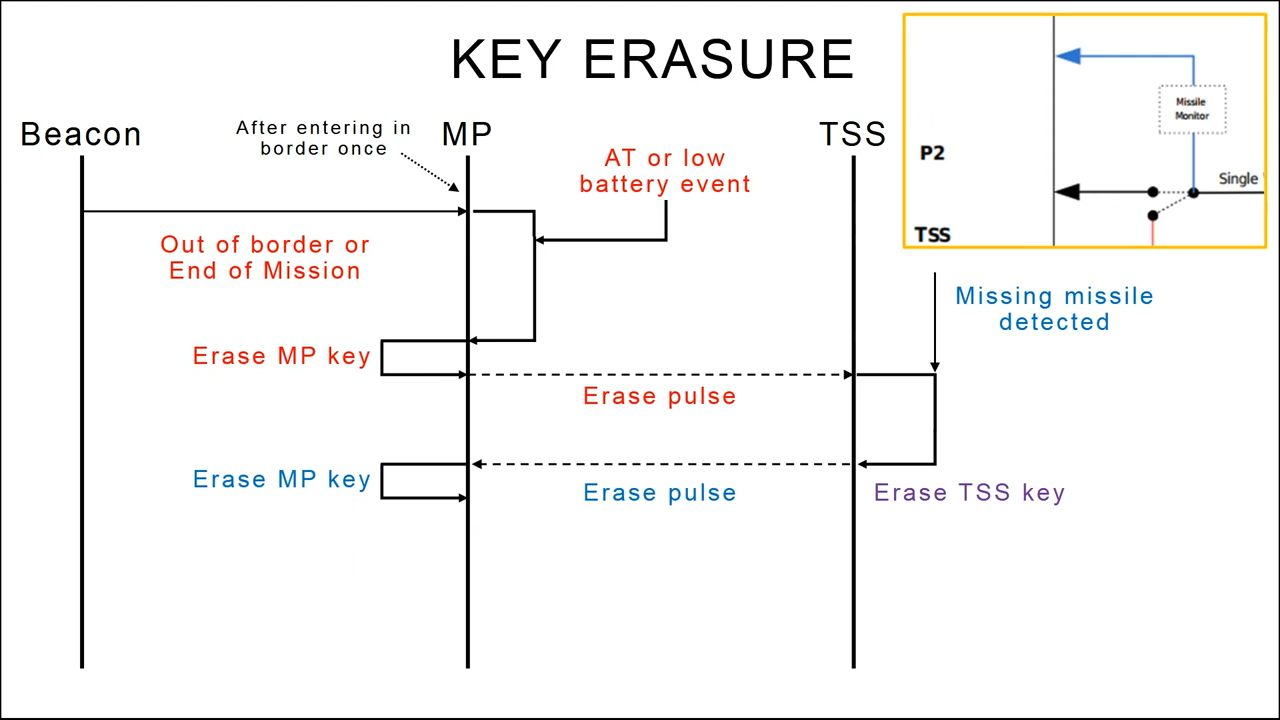 KEY ERASURE
Beacon
After entering in
border once
MP
AT or low
battery event
TSS
Missile
Monitor
P2
Single
TSS
Out of border or
End of Mission
Missing missile
detected
Erase MP key
Erase pulse
Erase MP key
Erase pulse
Erase TSS key